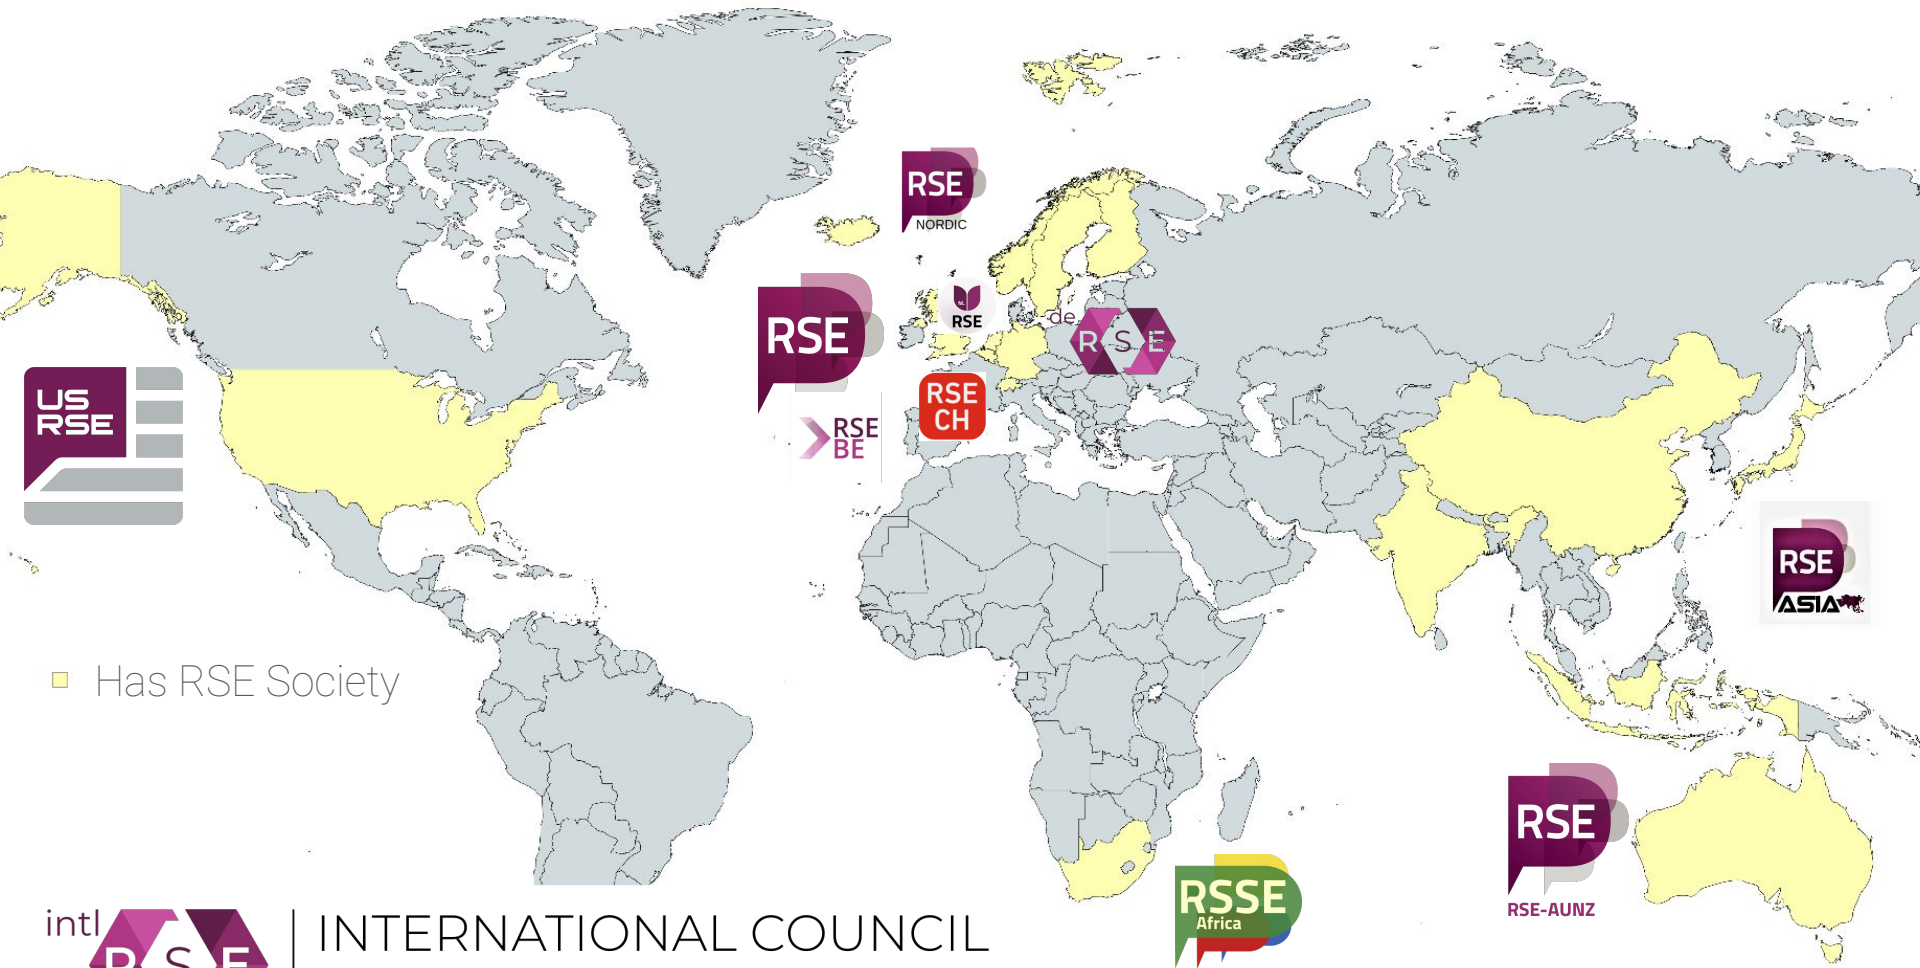 RSE
NORDIC
RSE
NL
RSE
de
R S E
US
RSE
RSE
CH
RSE
BE
RSE
ASIA
Has RSE Society
RSE
RSE-AUNZ
RSSE
Africa
intl
RSE
INTERNATIONAL COUNCIL